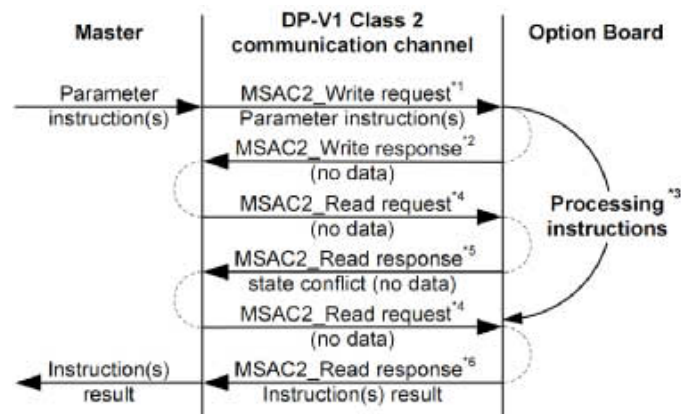 Master
DP-V1 Class 2
communication channel
Option Board
Parameter
instruction(s)
MSAC2_Write request*1
Parameter instruction(s)
MSAC2_Write response*2
(no data)
MSAC2_Read request*4
(no data)
Processing*3
instructions
MSAC2_Read response*5
state conflict (no data)
MSAC2_Read request*4
(no data)
Instruction(s)
result
MSAC2_Read response*6
Instruction(s) result